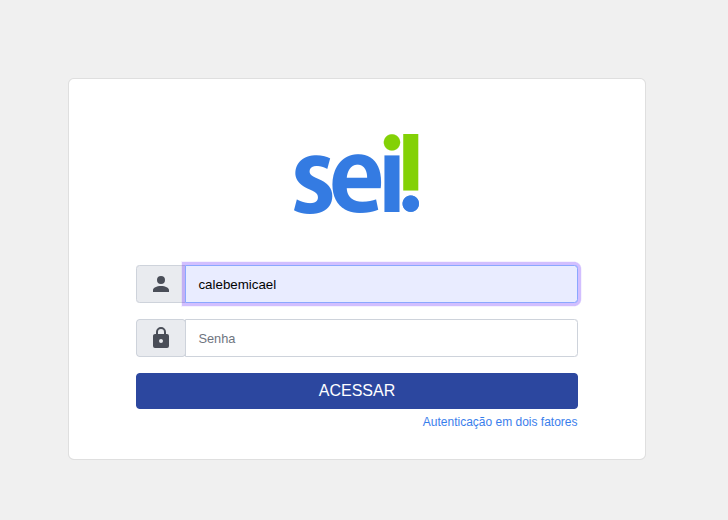 sei!
calebemicael
Senha
ACESSAR
Autenticação em dois fatores